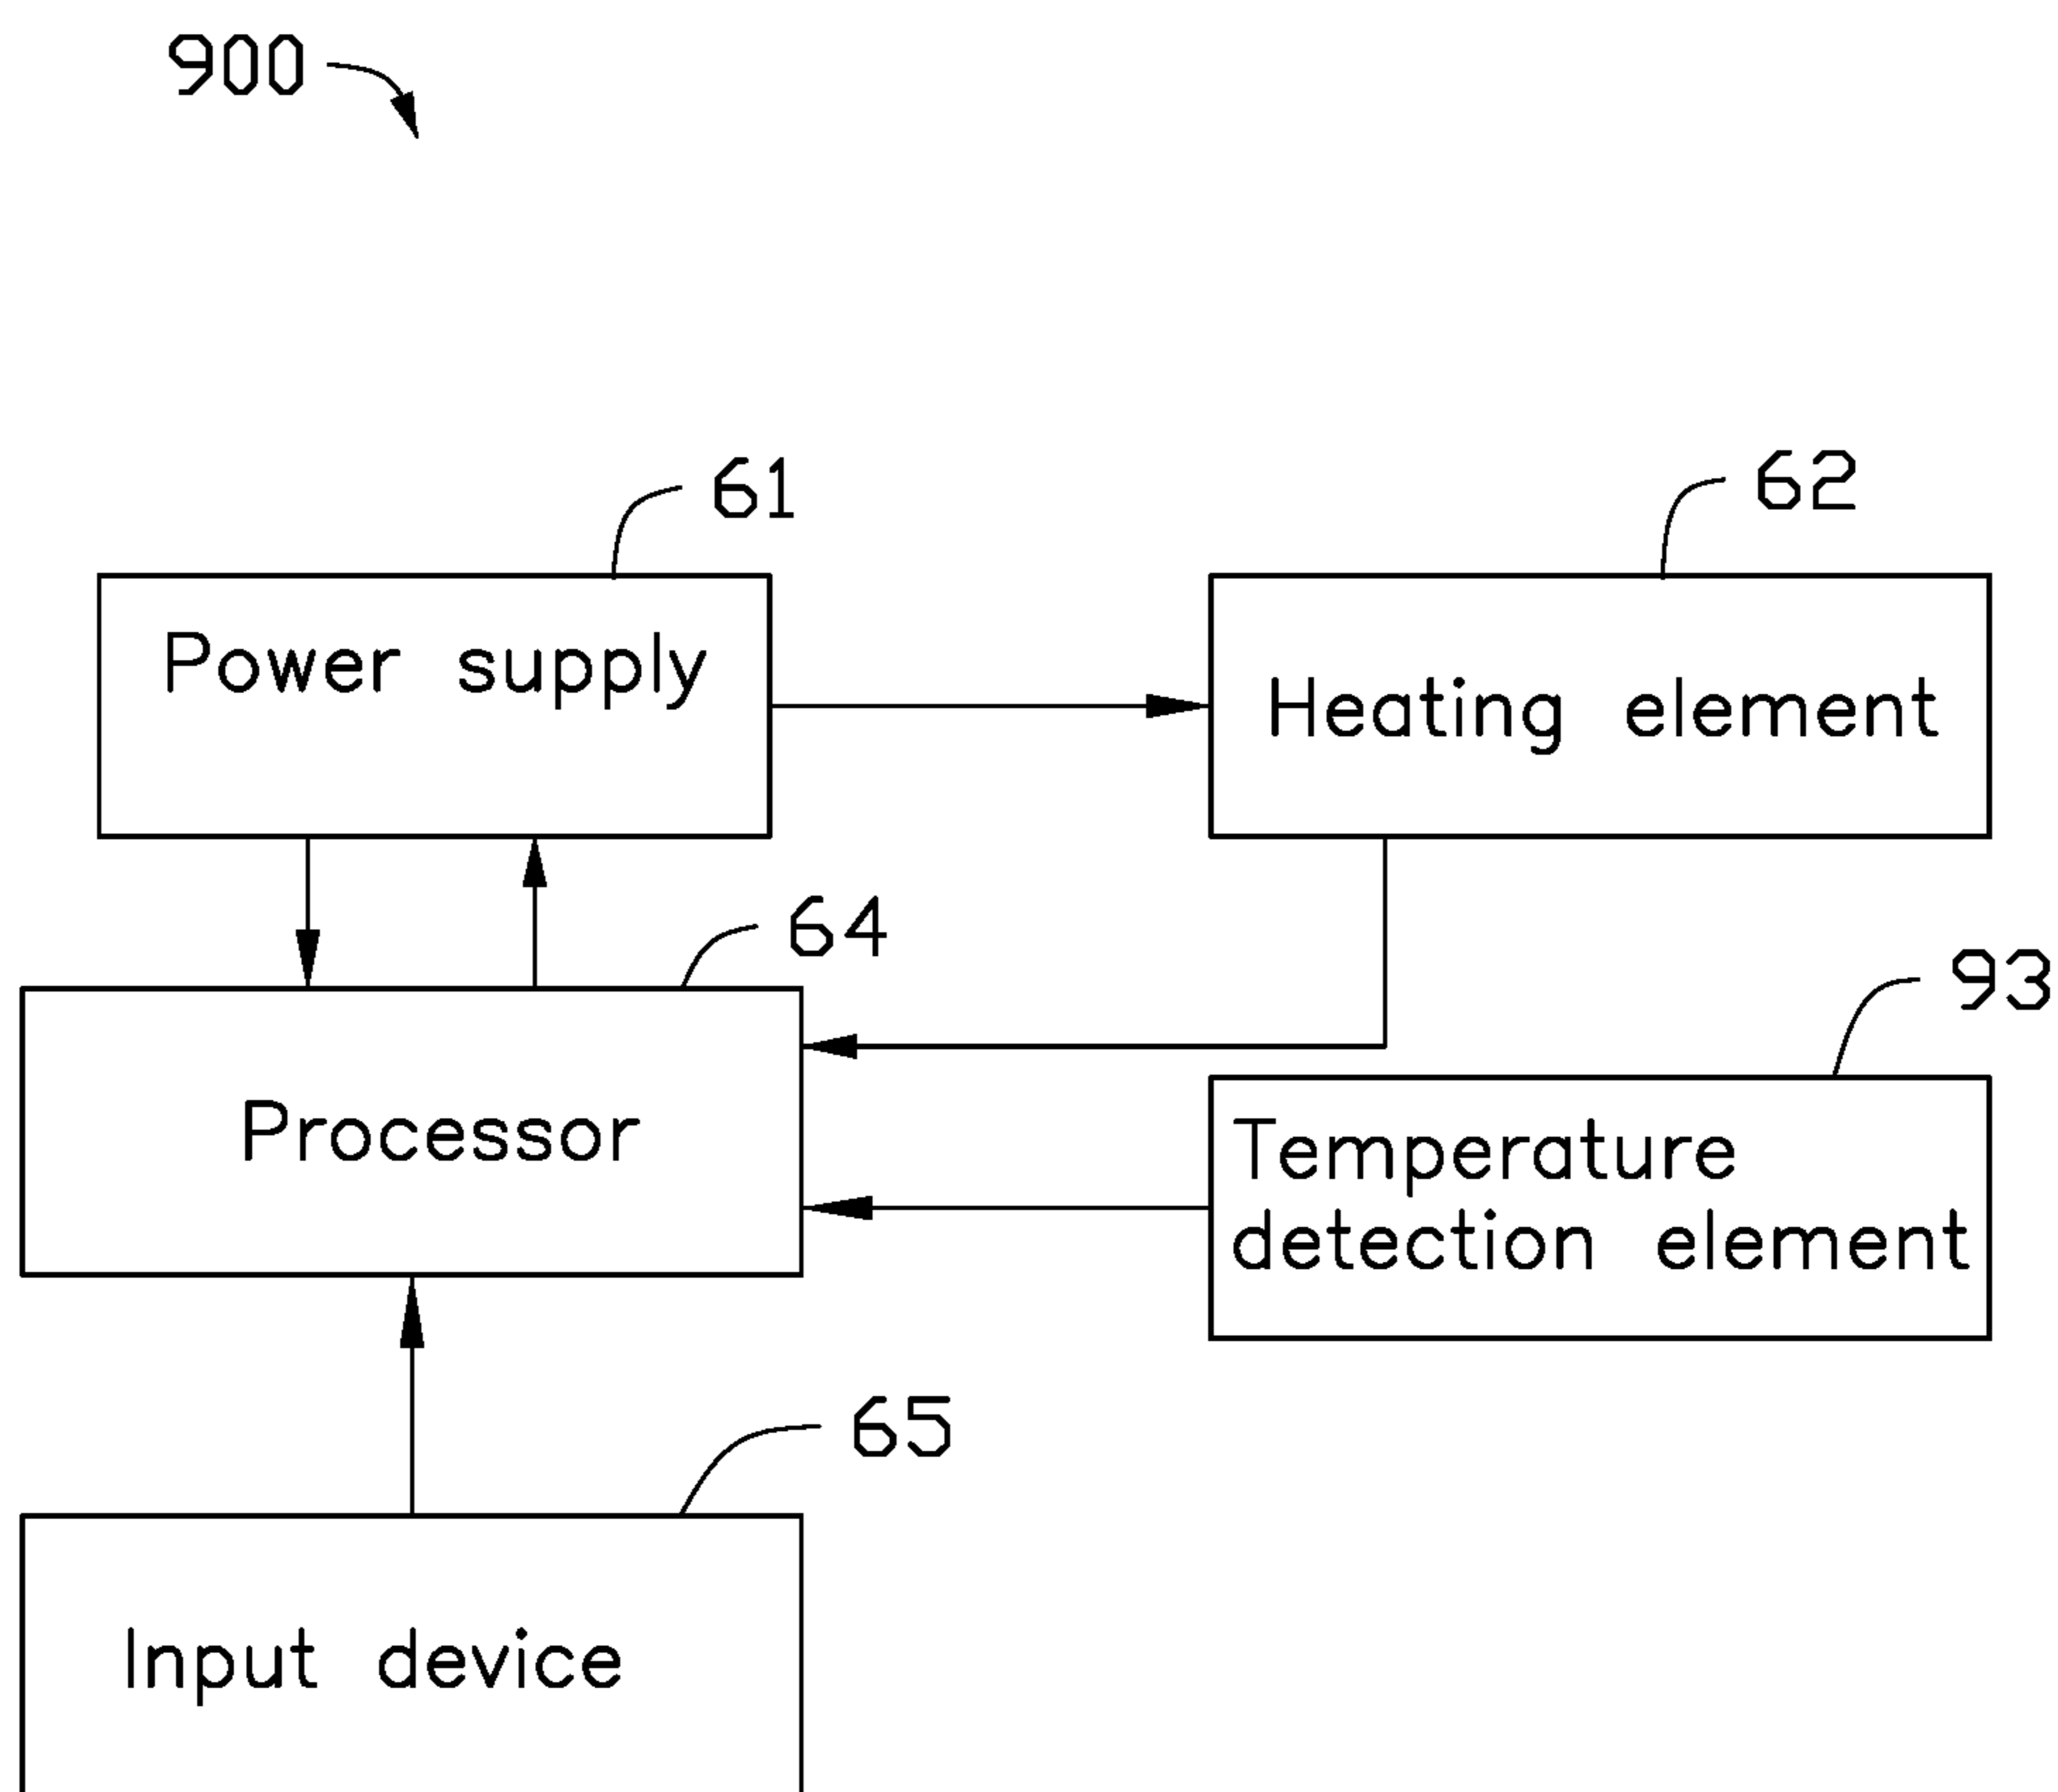 900
61
62
Power supply
Heating element
64
93
Processor
Temperature
detection element
65
Input device